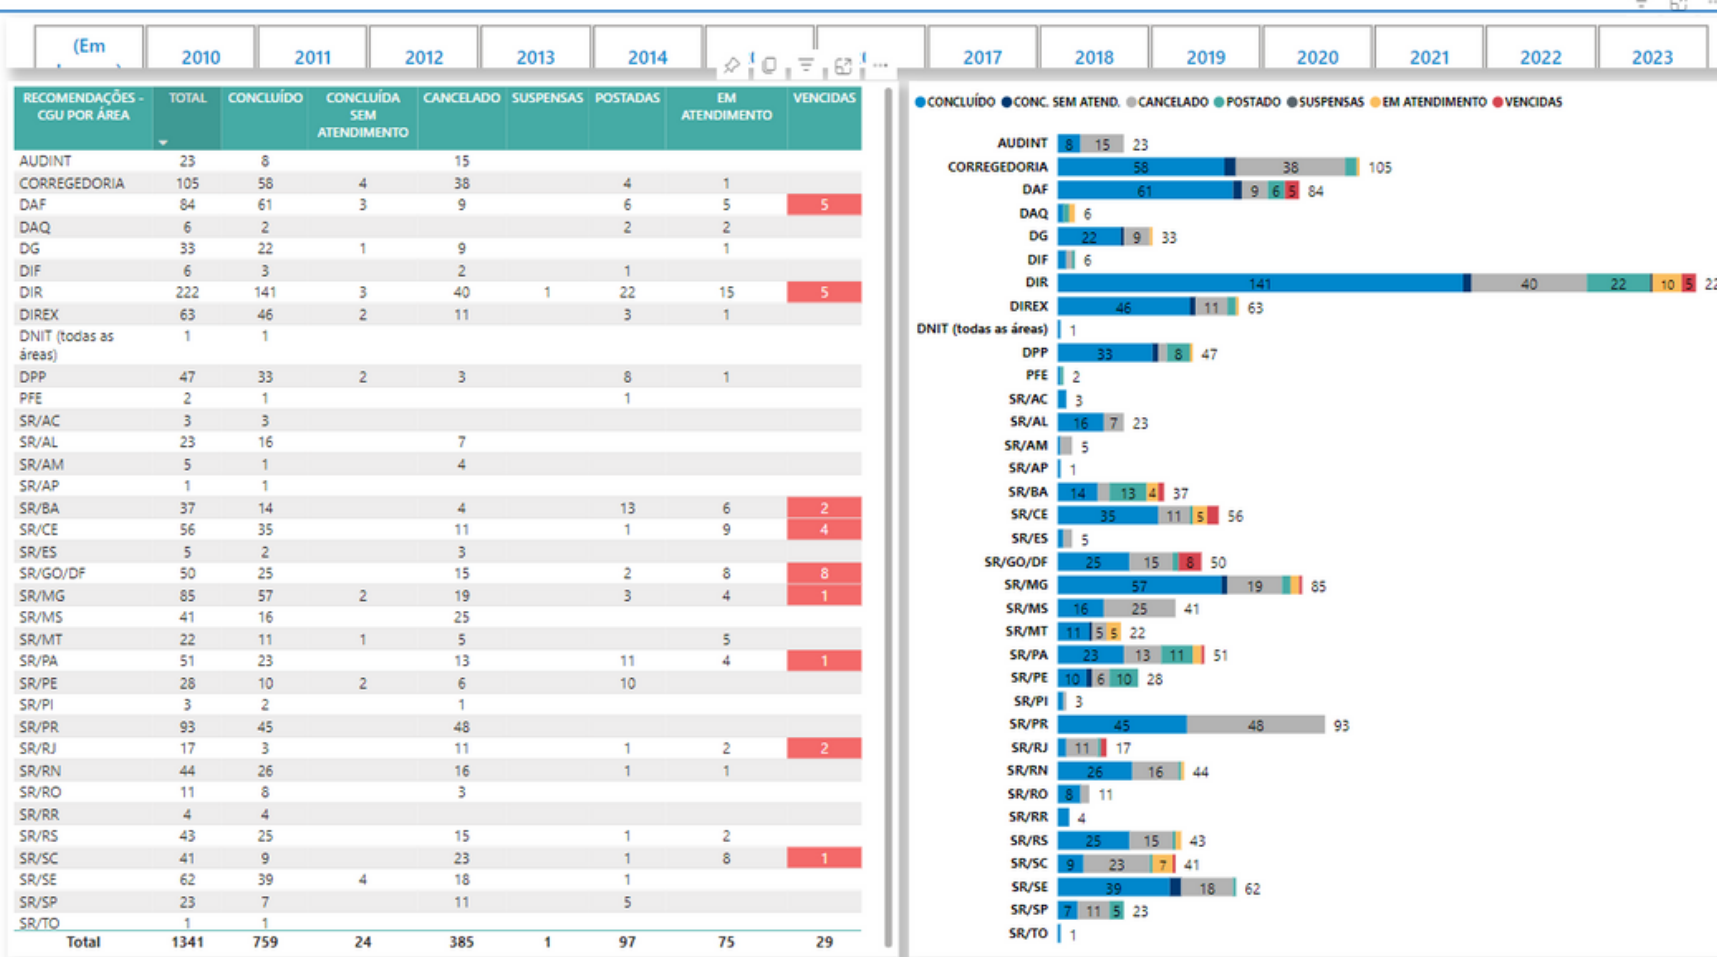 (Em
2010 2011 2012 2013 2014 2017 2018 2019 2020 2021 2022 2023
RECOMENDAÇÕES - CGU POR ÁREA TOTAL CONCLUÍDO CONCLUÍDA SEM ATENDIMENTO CANCELADO SUSPENSAS POSTADAS EM ATENDIMENTO VENCIDAS
AUDINT 23 8 15
CORREGEDORIA 105 58 4 38 4 1
DAF 84 61 3 9 6 5 5
DAQ 6 2 2 2
DG 33 22 1 9 1
DIF 6 3 2 1
DIR 222 141 3 40 1 22 15 5
DIREX 63 46 2 11 3 1
DNIT (todas as áreas) 1 1
DPP 47 33 2 3 8 1
PFE 2 1 1
SR/AC 3 3
SR/AL 23 16 7
SR/AM 5 1 4
SR/AP 1 1
SR/BA 37 14 4 13 6 2
SR/CE 56 35 11 1 9 4
SR/ES 5 2 3
SR/GO/DF 50 25 15 2 8 8
SR/MG 85 57 2 19 3 4 1
SR/MS 41 16 25
SR/MT 22 11 1 5 5
SR/PA 51 23 13 11 4 1
SR/PE 28 10 2 6 10
SR/PI 3 2 1
SR/PR 93 45 48
SR/RJ 17 3 11 1 2 2
SR/RN 44 26 16 1 1
SR/RO 11 8 3
SR/RR 4 4
SR/RS 43 25 15 1 2
SR/SC 41 9 23 1 8 1
SR/SE 62 39 4 18 1
SR/SP 23 7 11 5
SR/TO 1 1
Total 1341 759 24 385 1 97 75 29
CONCLUÍDO CONC. SEM ATEND. CANCELADO POSTADO SUSPENSAS EM ATENDIMENTO VENCIDAS
AUDINT 8 15 23
CORREGEDORIA 58 38 105
DAF 61 9 6 5 84
DAQ 6
DG 22 9 33
DIF 6
DIR 141 40 22 10 5 22
DIREX 46 11 63
DNIT (todas as áreas) 1
DPP 33 8 47
PFE 2
SR/AC 3
SR/AL 16 7 23
SR/AM 5
SR/AP 1
SR/BA 14 13 4 37
SR/CE 35 11 5 56
SR/ES 5
SR/GO/DF 25 15 8 50
SR/MG 57 19 85
SR/MS 16 25 41
SR/MT 11 5 5 22
SR/PA 23 13 11 51
SR/PE 10 6 10 28
SR/PI 3
SR/PR 45 48 93
SR/RJ 11 17
SR/RN 26 16 44
SR/RO 8 11
SR/RR 4
SR/RS 25 15 43
SR/SC 9 23 7 41
SR/SE 39 18 62
SR/SP 7 11 5 23
SR/TO 1